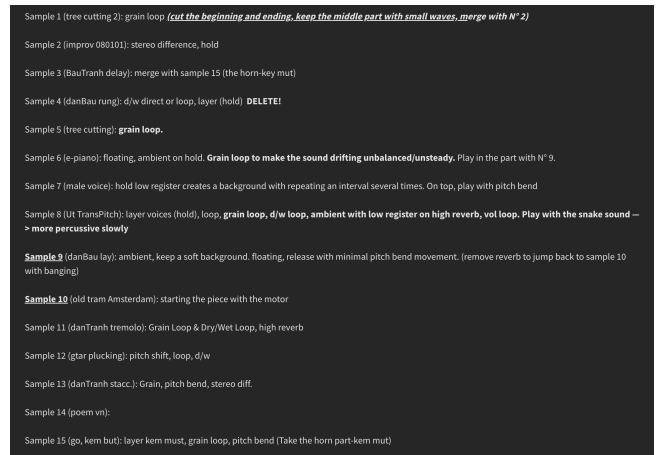 Sample 1 (tree cutting 2): grain loop (cut the beginning and ending, keep the middle part with small waves, merge with N° 2)
Sample 2 (improv 080101): stereo difference, hold
Sample 3 (BauTranh delay): merge with sample 15 (the horn-key mut)
Sample 4 (danBau rung): d/w direct or loop, layer (hold) DELETE!
Sample 5 (tree cutting): grain loop.
Sample 6 (e-piano): floating, ambient on hold. Grain loop to make the sound drifting unbalanced/unsteady. Play in the part with N° 9.
Sample 7 (male voice): hold low register creates a background with repeating an interval several times. On top, play with pitch bend
Sample 8 (Ut TransPitch): layer voices (hold), loop, grain loop, d/w loop, ambient with low register on high reverb, vol loop. Play with the snake sound —
> more percussive slowly
Sample 9 (danBau lay): ambient, keep a soft background. floating, release with minimal pitch bend movement. (remove reverb to jump back to sample 10
with banging)
Sample 10 (old tram Amsterdam): starting the piece with the motor
Sample 11 (danTranh tremolo): Grain Loop & Dry/Wet Loop, high reverb
Sample 12 (gtar plucking): pitch shift, loop, d/w
Sample 13 (danTranh stacc.): Grain, pitch bend, stereo diff.
Sample 14 (poem vn):
Sample 15 (go, kem but): layer kem must, grain loop, pitch bend (Take the horn part-kem mut)